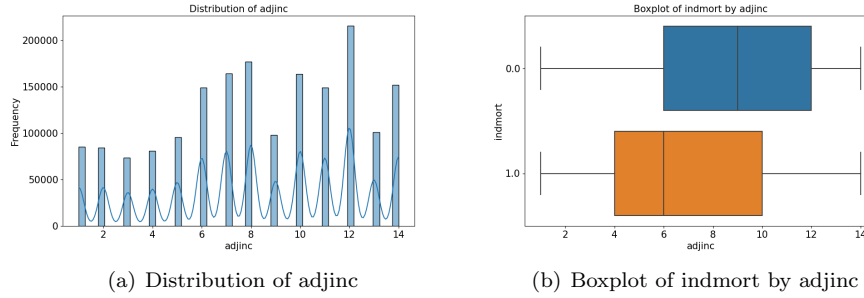 Distribution of adjinc
Frequency
200000
150000
100000
50000
0
2 4 6 8 10 12 14
adjinc
(a) Distribution of adjinc
Boxplot of indmort by adjinc
indmort
0.0
1.0
2 4 6 8 10 12 14
adjinc
(b) Boxplot of indmort by adjinc